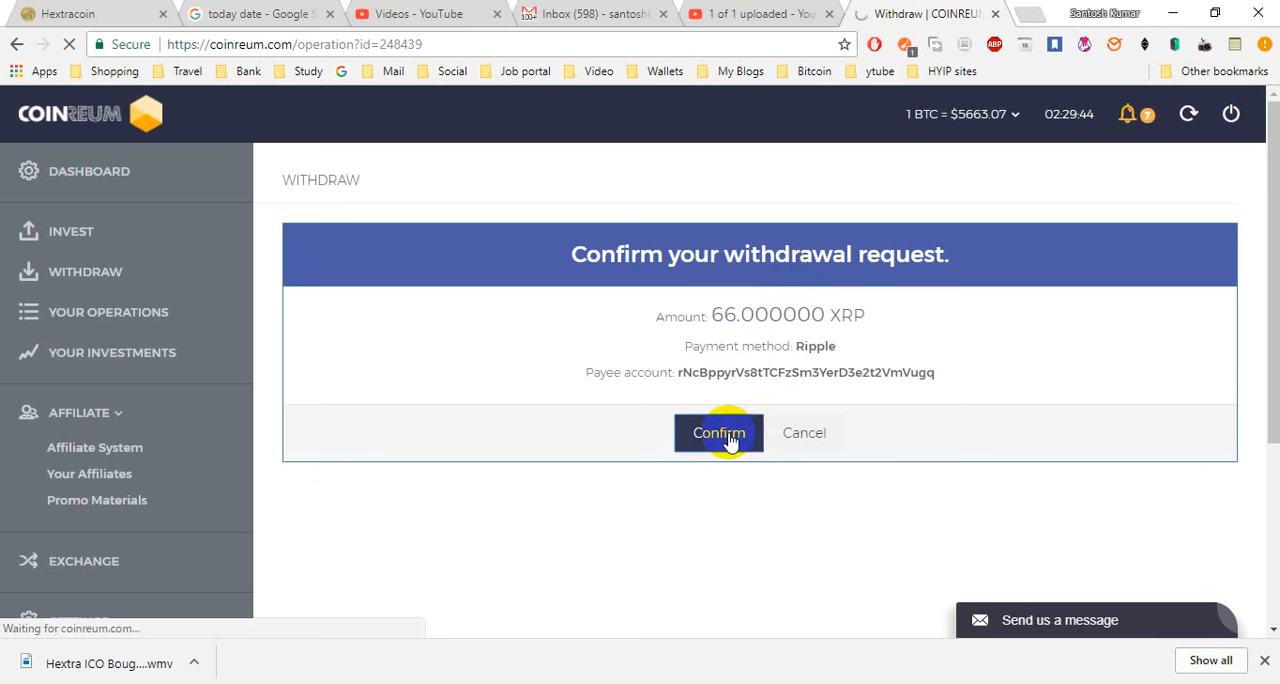 Hextracoin
today date - Google S
Videos - YouTube
Inbox (598) - santosh
1 of 1 uploaded - You
Withdraw | COINREUM
Santosh Kumar
Secure
https://coinreum.com/operation?id=248439
1
ABP
Apps
Shopping
Travel
Bank
Study
Mail
Social
Job portal
Video
Wallets
My Blogs
Bitcoin
ytube
HYIP sites
Other bookmarks
COINREUM
1 BTC = $5663.07
02:29:44
7
DASHBOARD
INVEST
WITHDRAW
YOUR OPERATIONS
YOUR INVESTMENTS
AFFILIATE
Affiliate System
Your Affiliates
Promo Materials
EXCHANGE
WITHDRAW
Confirm your withdrawal request.
Amount: 66.000000 XRP
Payment method: Ripple
Payee account: rNcBppyrVs8tTCFzSm3YerD3e2t2VmVugq
Confirm
Cancel
Send us a message
Waiting for coinreum.com...
Hextra ICO Boug....wmv
Show all